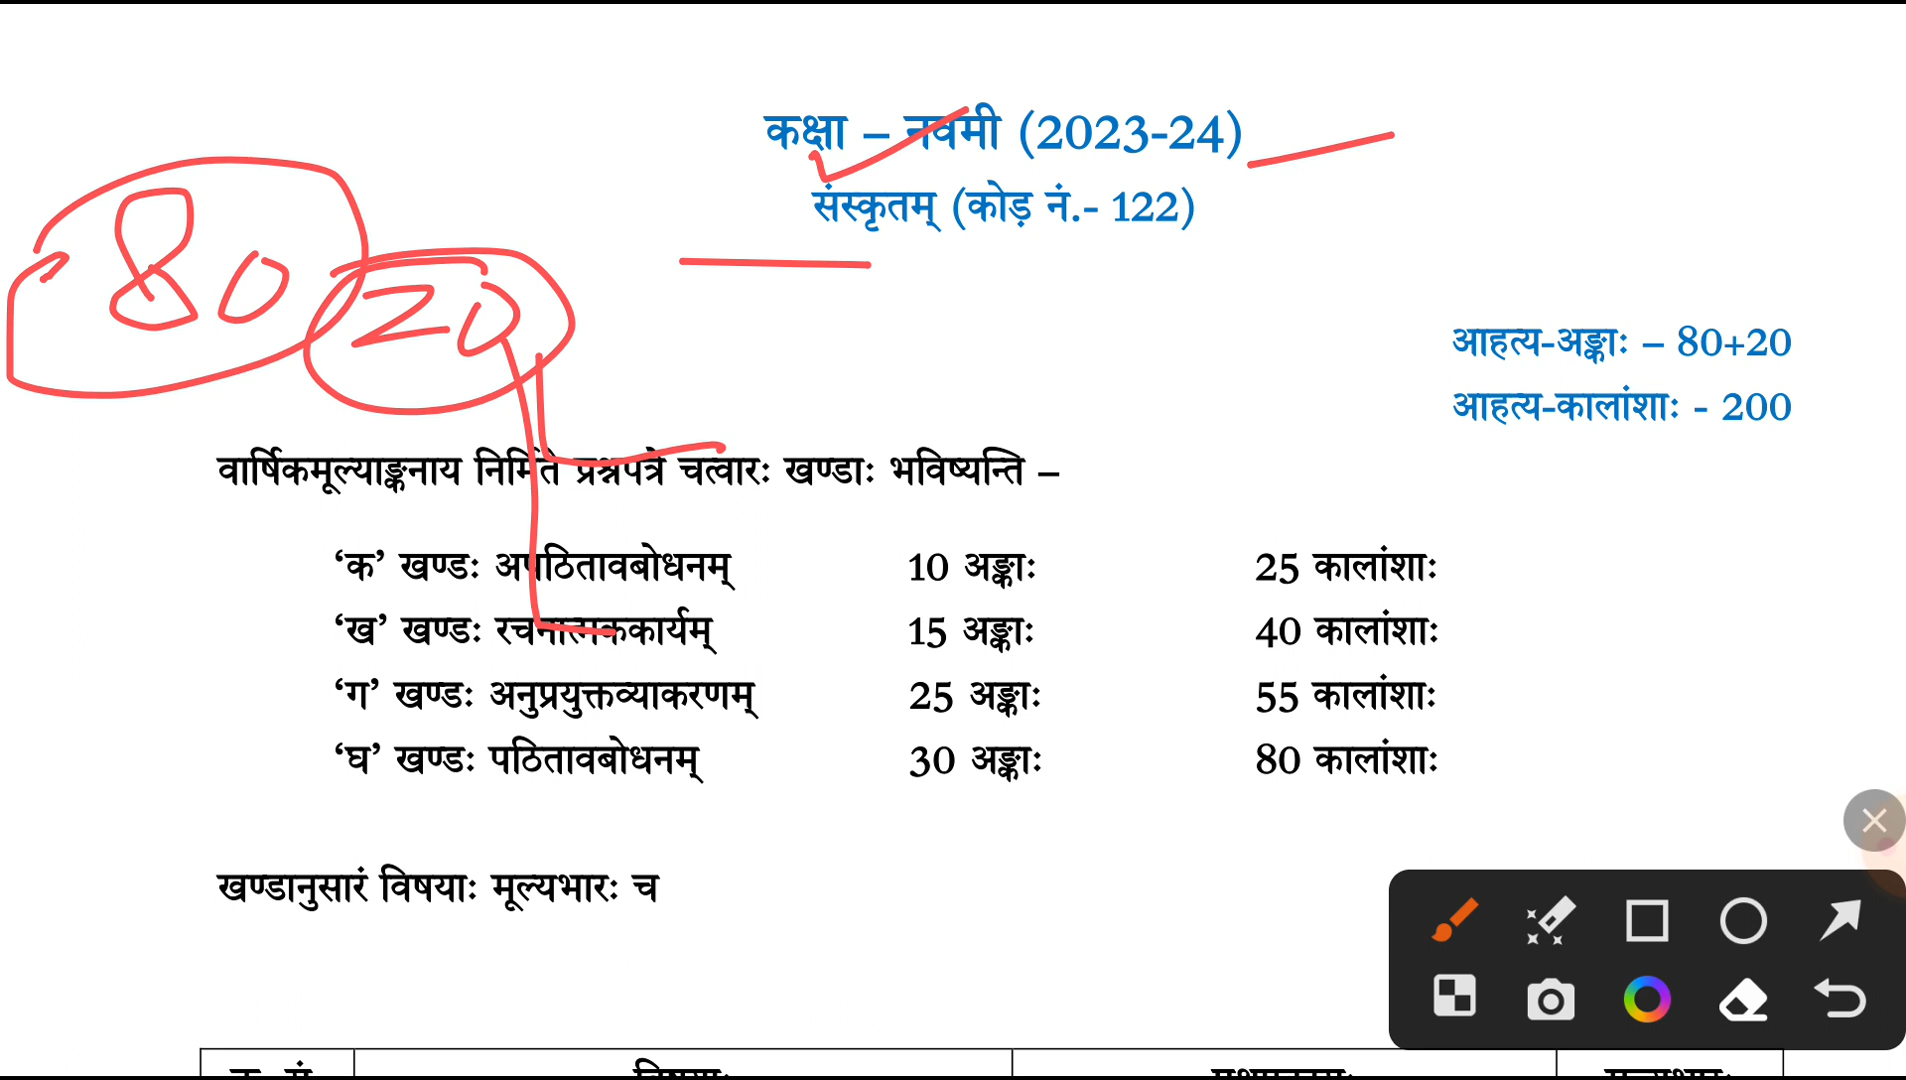 कक्षा – नवमी (2023-24)
संस्कृतम् (कोड़ नं.- 122)
80 20
आहत्य-अङ्काः – 80+20
आहत्य-कालांशाः - 200
वार्षिकमूल्याङ्कनाय निर्मिते प्रश्नपत्रे चत्वारः खण्डाः भविष्यन्ति –
‘क’ खण्डः अपठितावबोधनम् 10 अङ्काः 25 कालांशाः
‘ख’ खण्डः रचनात्मककार्यम् 15 अङ्काः 40 कालांशाः
‘ग’ खण्डः अनुप्रयुक्तव्याकरणम् 25 अङ्काः 55 कालांशाः
‘घ’ खण्डः पठितावबोधनम् 30 अङ्काः 80 कालांशाः
खण्डानुसारं विषयाः मूल्यभारः च